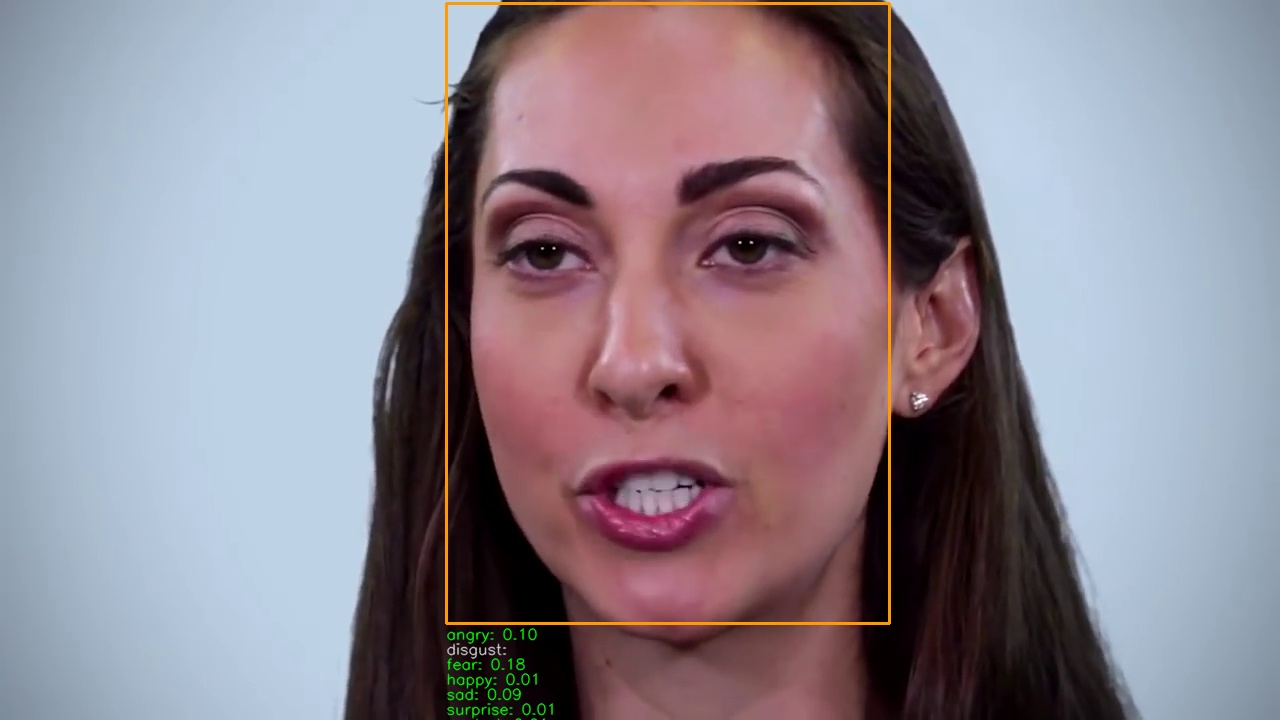 angry: 0.10
disgust:
fear: 0.18
happy: 0.01
sad: 0.09
surprise: 0.01